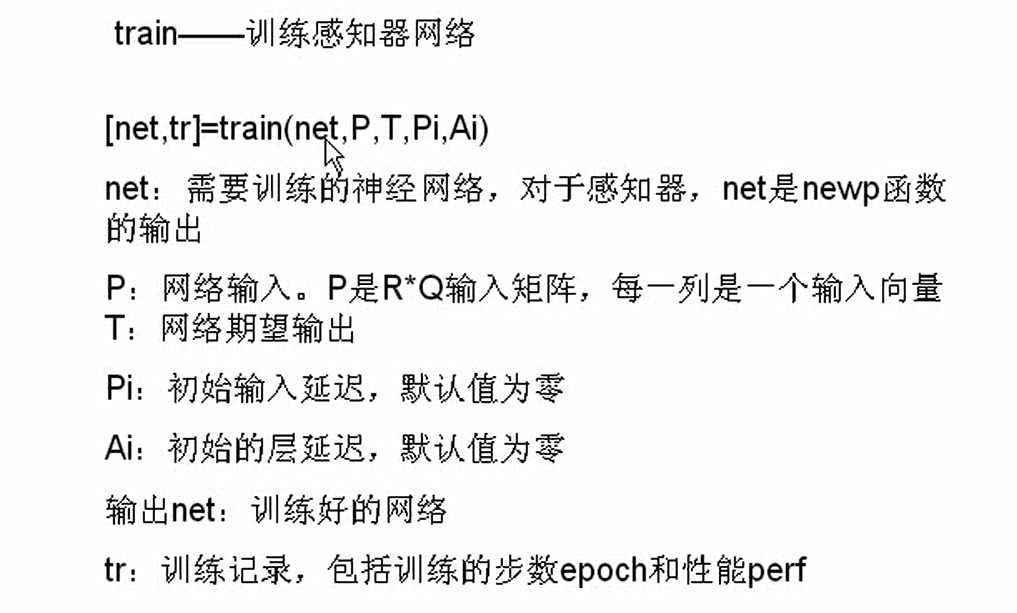 train——训练感知器网络
[net,tr]=train(net,P,T,Pi,Ai)
net：需要训练的神经网络，对于感知器，net是newp函数
的输出
P：网络输入。P是R*Q输入矩阵，每一列是一个输入向量
T：网络期望输出
Pi：初始输入延迟，默认值为零
Ai：初始的层延迟，默认值为零
输出net：训练好的网络
tr：训练记录，包括训练的步数epoch和性能perf